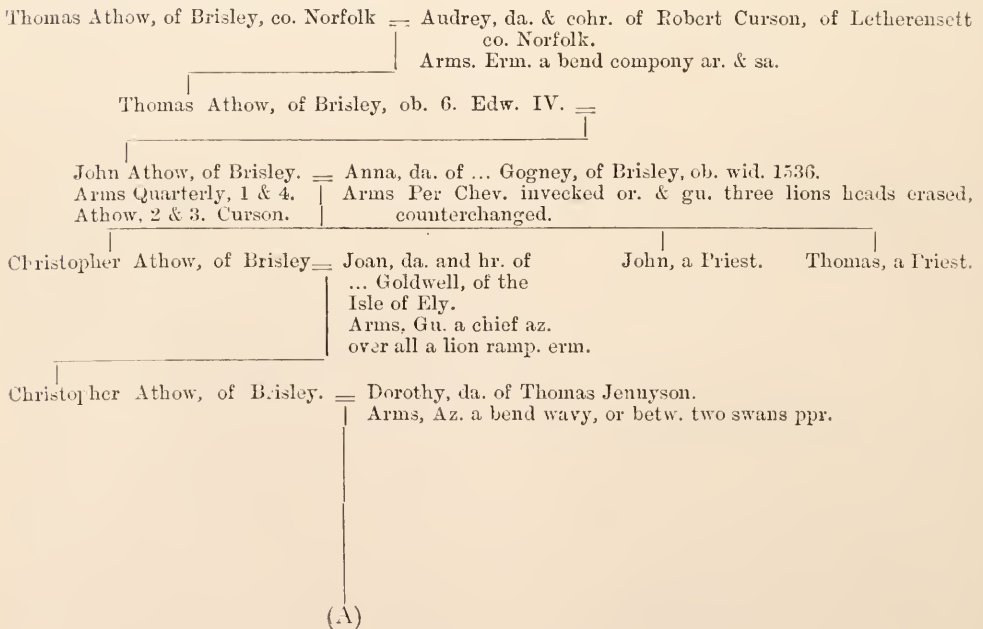 Thomas Athow, of Brisley, co. Norfolk = Audrey, da. & cohr. of Robert Curson, of Letherensett
co. Norfolk.
Arms. Erm. a bend compony ar. & sa.
Thomas Athow, of Brisley, ob. 6. Edw. IV. =
John Athow, of Brisley. = Anna, da. of ... Gogney, of Brisley, ob. wid. 1536.
Arms Quarterly, 1 & 4. Arms Per Chev. invecked or. & gu. three lions heads erased,
Athow, 2 & 3. Curson. counterchanged.
Christopher Athow, of Brisley = Joan, da. and hr. of John, a Priest. Thomas, a Priest.
... Goldwell, of the
Isle of Ely.
Arms, Gu. a chief az.
over all a lion ramp. erm.
Christopher Athow, of Brisley. = Dorothy, da. of Thomas Jennyson.
Arms, Az. a bend wavy, or betw. two swans ppr.
(A)